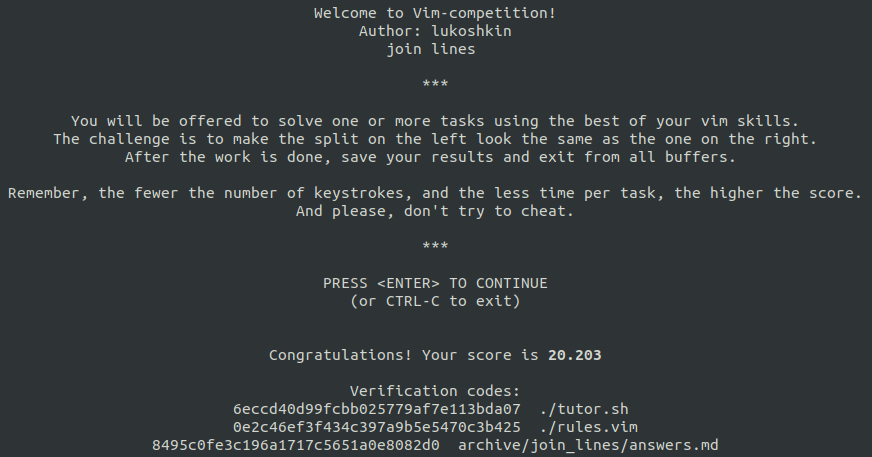 Welcome to Vim-competition!
Author: lukoshkin
join lines
***
You will be offered to solve one or more tasks using the best of your vim skills.
The challenge is to make the split on the left look the same as the one on the right.
After the work is done, save your results and exit from all buffers.
Remember, the fewer the number of keystrokes, and the less time per task, the higher the score.
And please, don't try to cheat.
***
PRESS <ENTER> TO CONTINUE
(or CTRL-C to exit)
Congratulations! Your score is 20.203
Verification codes:
6eccd40d99fcbb025779af7e113bda07  ./tutor.sh
0e2c46ef3f434c397a9b5e5470c3b425  ./rules.vim
8495c0fe3c196a1717c5651a0e8082d0  archive/join_lines/answers.md